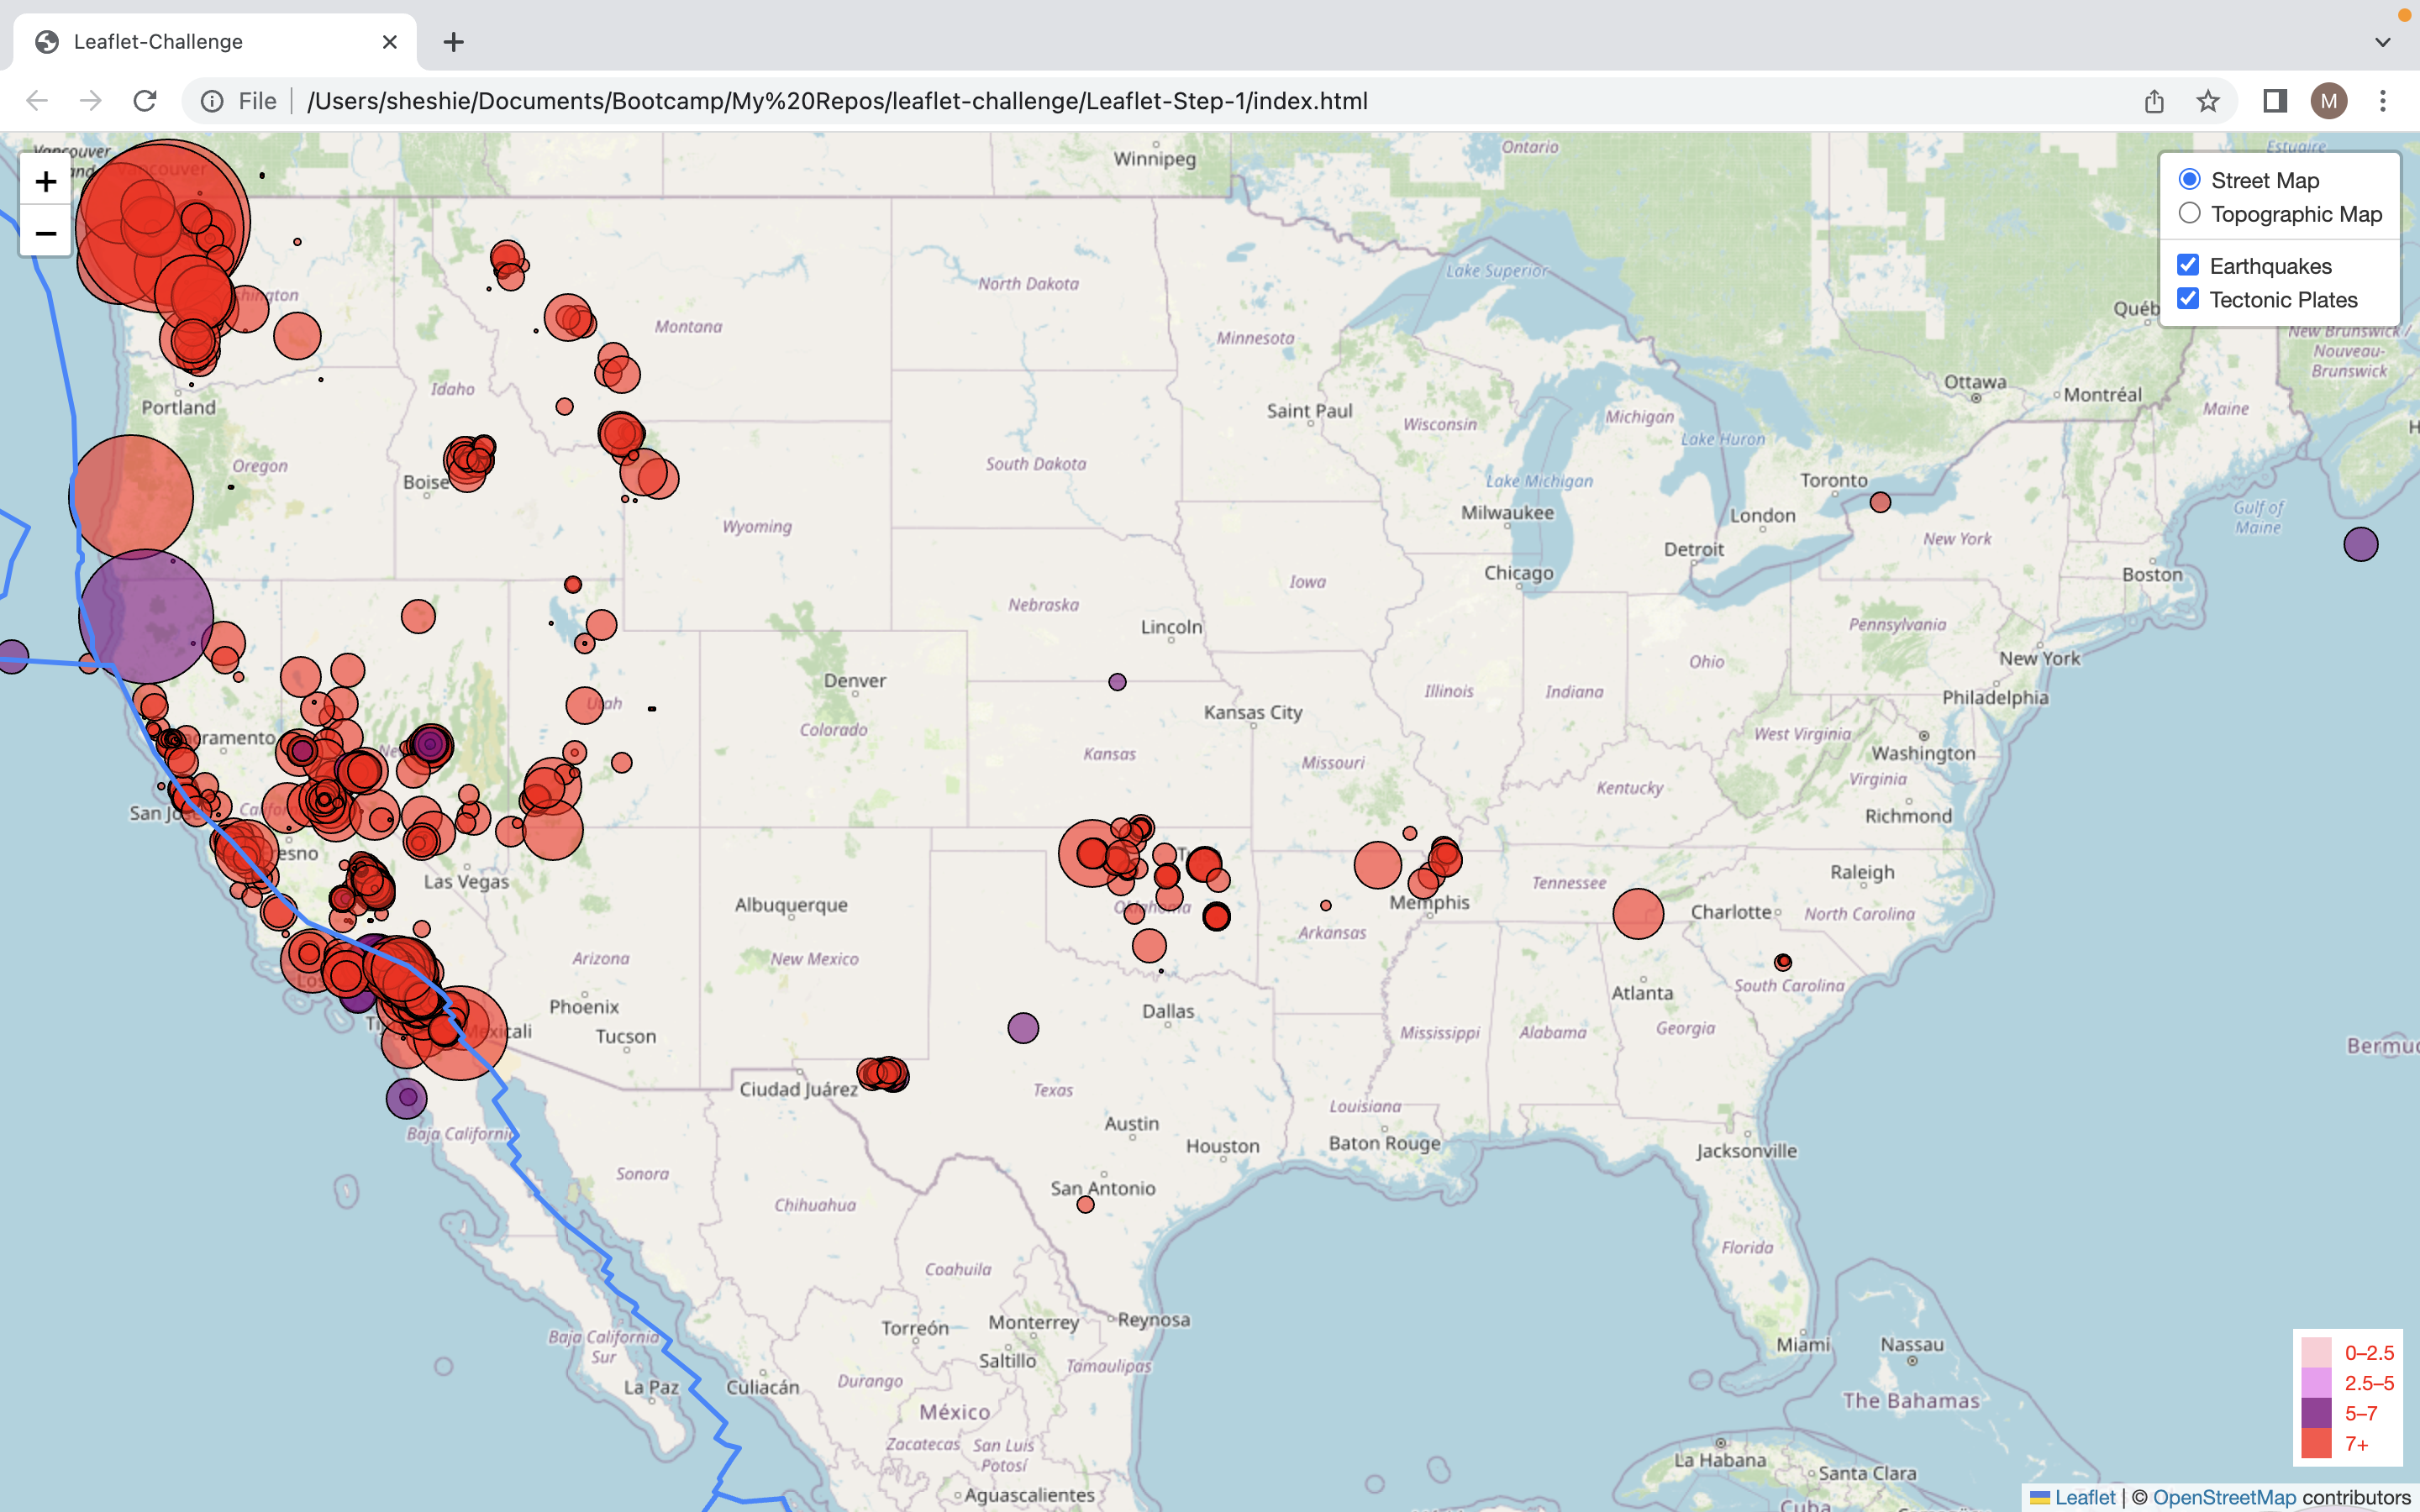 Leaflet-Challenge
File
/Users/sheshie/Documents/Bootcamp/My%20Repos/leaflet-challenge/Leaflet-Step-1/index.html
M
+
−
Street Map
Topographic Map
Earthquakes
Tectonic Plates
Vancouver
Vancouver
Winnipeg
Ontario
Estuaire
Lake Superior
North Dakota
Montana
Minnesota
New Brunswick /
Nouveau-
Brunswick
Idaho
Ottawa
Montréal
Maine
Portland
Saint Paul
Wisconsin
Michigan
Lake Huron
Oregon
South Dakota
Boise
Toronto
Lake Michigan
Wyoming
Milwaukee
London
Gulf of
Maine
New York
Detroit
Chicago
Boston
Iowa
Nebraska
Lincoln
Pennsylvania
New York
Ohio
Denver
Utah
Illinois
Indiana
Philadelphia
Kansas City
Colorado
West Virginia
Washington
Kansas
Missouri
Virginia
Kentucky
Richmond
Las Vegas
Raleigh
Tennessee
Albuquerque
Oklahoma
Memphis
Charlotte
North Carolina
Arkansas
Arizona
New Mexico
South Carolina
Atlanta
Phoenix
Dallas
Mexicali
Tucson
Mississippi
Alabama
Georgia
Ciudad Juárez
Texas
Louisiana
Austin
Baja California
Houston
Baton Rouge
Jacksonville
Sonora
San Antonio
Chihuahua
Florida
Coahuila
Torreón
Monterrey
Reynosa
Baja California
Sur
Saltillo
Tamaulipas
Miami
Nassau
La Paz
Culiacán
Durango
The Bahamas
México
Zacatecas
San Luis
Potosí
La Habana
Santa Clara
Aguascalientes
Cuba
0–2.5
2.5–5
5–7
7+
Leaflet | © OpenStreetMap contributors